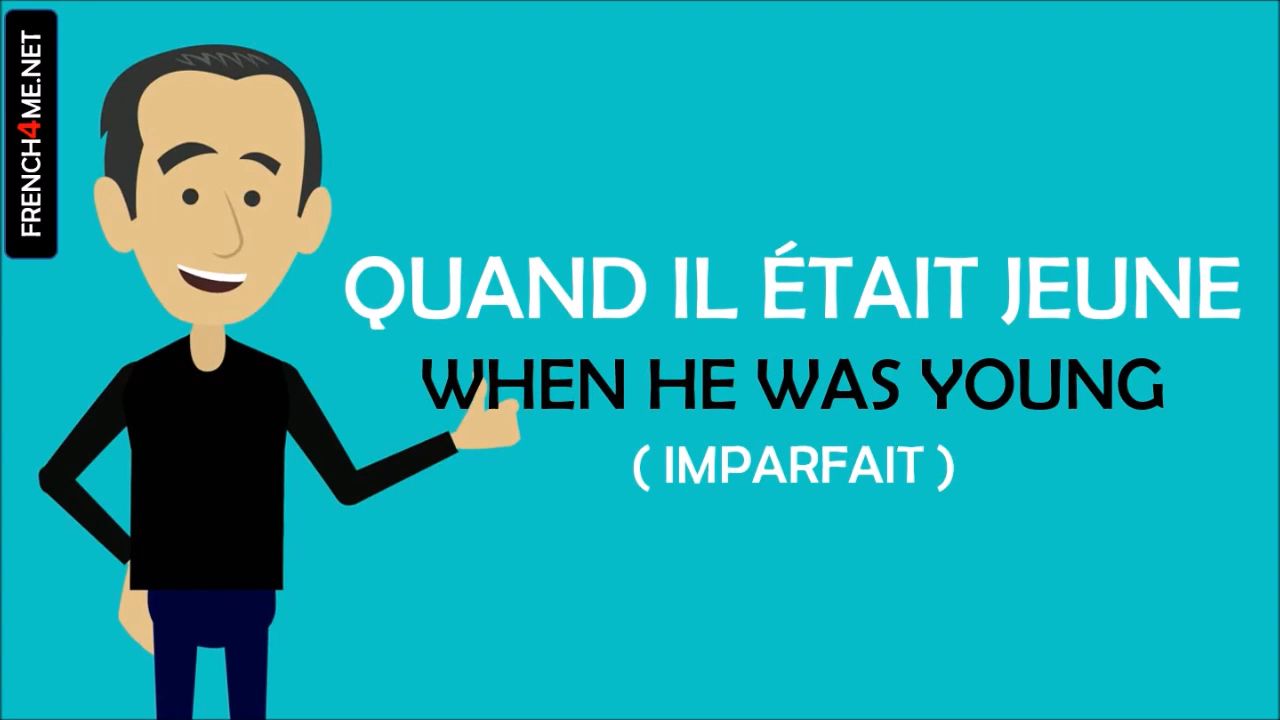 FRENCH4ME.NET
QUAND IL ÉTAIT JEUNE
WHEN HE WAS YOUNG
( IMPARFAIT )